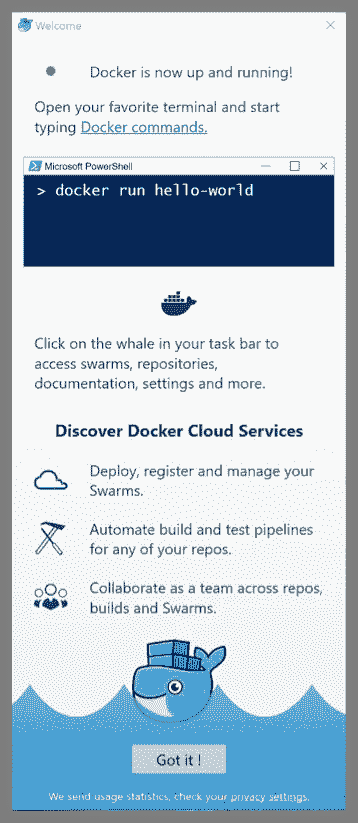 Welcome
Docker is now up and running!
Open your favorite terminal and start
typing Docker commands.
Microsoft PowerShell
> docker run hello-world
Click on the whale in your task bar to
access swarms, repositories,
documentation, settings and more.
Discover Docker Cloud Services
Deploy, register and manage your
Swarms.
Automate build and test pipelines
for any of your repos.
Collaborate as a team across repos,
builds and Swarms.
Got it !
We send usage statistics, check your privacy settings.